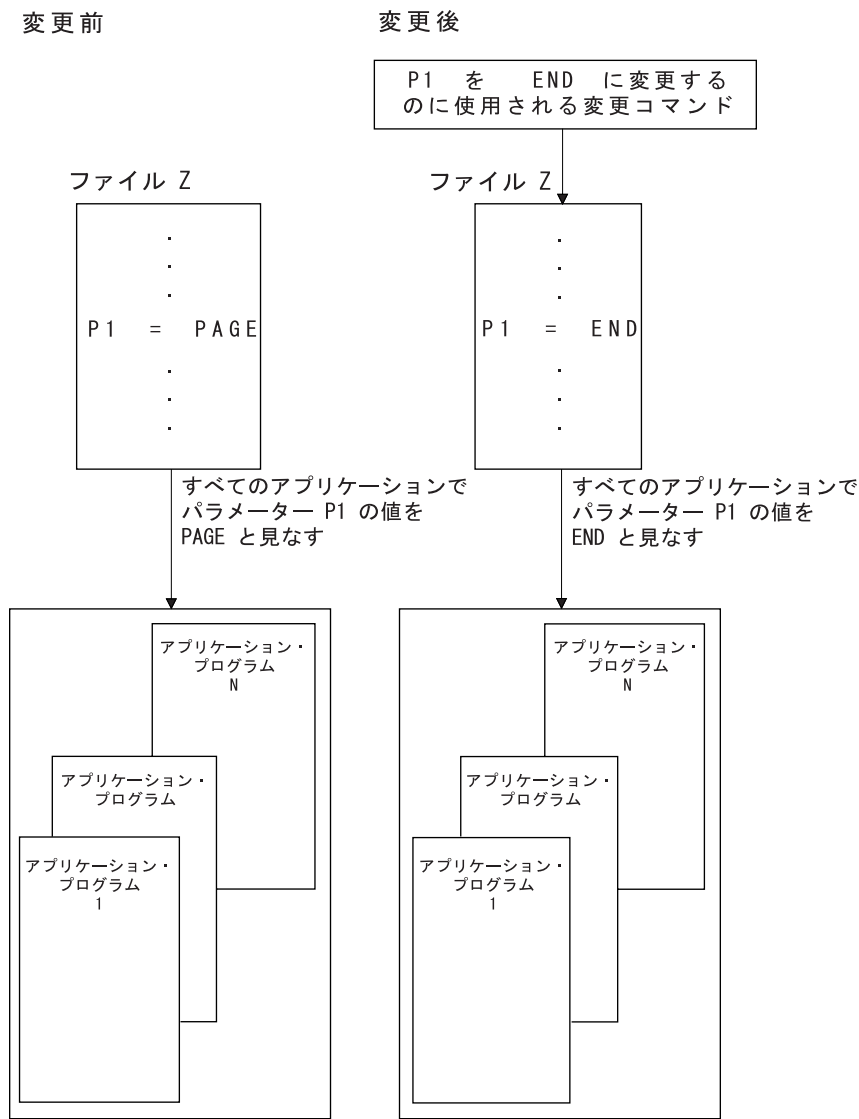 変更前
変更後
P1 を END に変更する
のに使用される変更コマンド
ファイル Z
.
.
.
P1 = PAGE
.
.
.
すべてのアプリケーションで
パラメーター P1 の値を
PAGE と見なす
アプリケーション・
プログラム
N
アプリケーション・
プログラム
アプリケーション・
プログラム
1
ファイル Z
.
.
.
P1 = END
.
.
.
すべてのアプリケーションで
パラメーター P1 の値を
END と見なす
アプリケーション・
プログラム
N
アプリケーション・
プログラム
アプリケーション・
プログラム
1